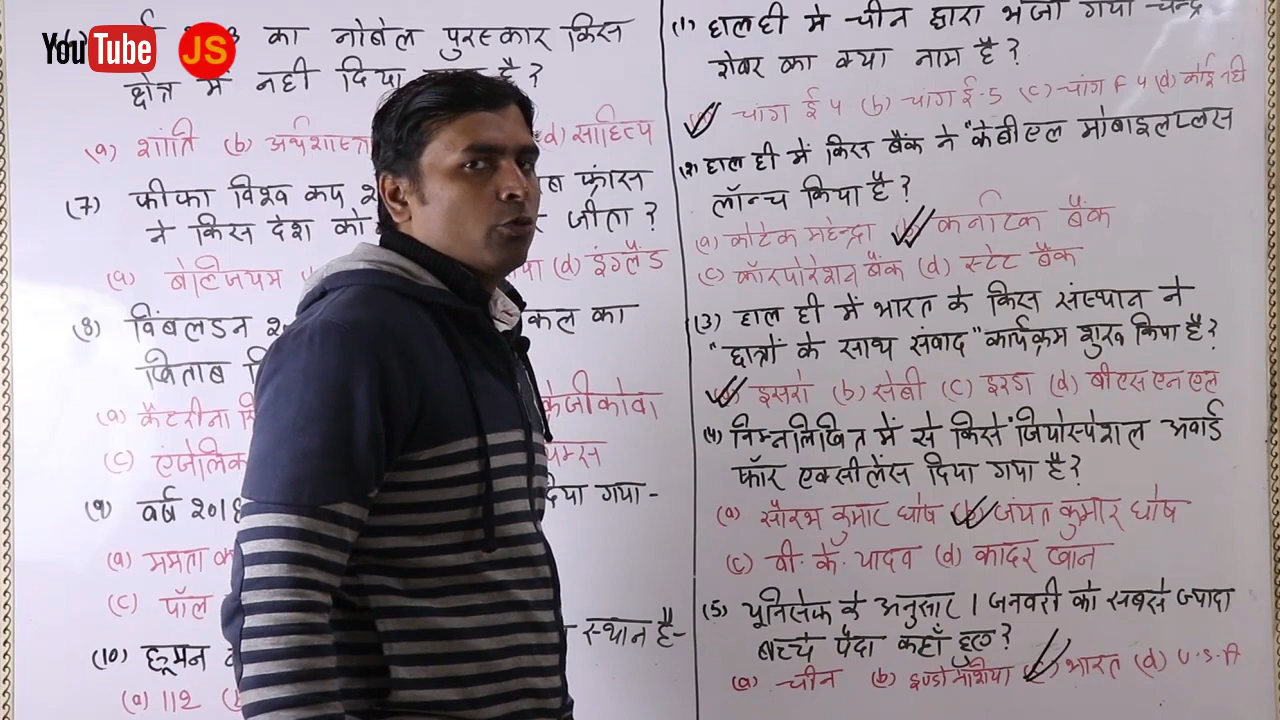 YouTube JS
का नोबेल पुरस्कार किस
क्षेत्र में नही दिया है?
(a) शांति (b) अर्थशास्त्र d) साहित्य
(7) फीफा विश्व कप फ्रांस
ने किस देश को जीता?
(a) बेल्जियम (d) इंग्लैंड
(8) विंबलडन कल का
खिताब
(a) कैटरीना केजीकोवा
(c)
(9) वर्ष दिया गया-
(a) ममता
(c) पॉल
स्थान है-
(10) ह्यूमन
(a) 112
(1) हाल ही मे चीन द्वारा भेजा गया चन्द्र
रोवर का क्या नाम है?
चांग ई 4 (b) चांग ई-5 (c) चांग F 4 (d) कोई नही
(2) हाल ही में किस बैंक ने "केबीएल मोबाइलप्लस
लॉन्च किया है?
(a) कोटेक महेन्द्रा कर्नाटक बैंक
(c) कॉरपोरेशन बैंक (d) स्टेट बैंक
(3) हाल ही में भारत के किस संस्थान ने
"छात्रों के साथ संवाद" कार्यक्रम शुरू किया है?
इसरो (b) सेबी (c) इरडा (d) बीएसएनएल
(4) निम्नलिखित में से किसे जियोस्पेशल अवार्ड
फॉर एक्सीलेंस दिया गया है?
(a) सौरभ कुमार घोष जयंत कुमार घोष
(c) वी. के. यादव (d) कादर खान
(5) यूनिसेफ के अनुसार 1 जनवरी को सबसे ज्यादा
बच्चे पैदा कहाँ हुए?
(a) चीन (b) इण्डोनेशिया भारत (d) U.S.A